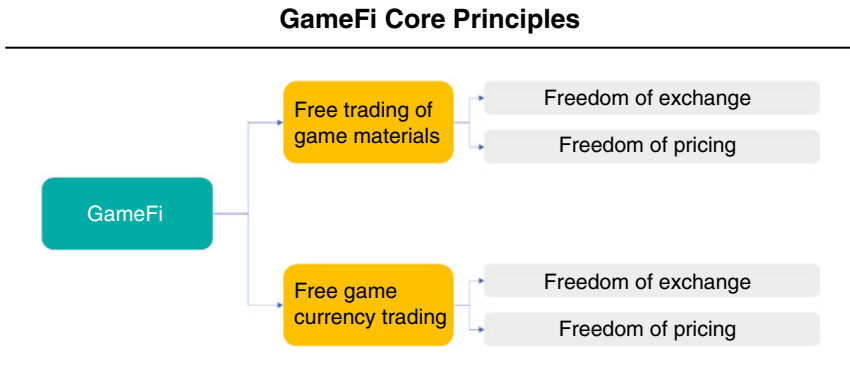 GameFi Core Principles
GameFi
Free trading of
game materials
Freedom of exchange
Freedom of pricing
Free game
currency trading
Freedom of exchange
Freedom of pricing